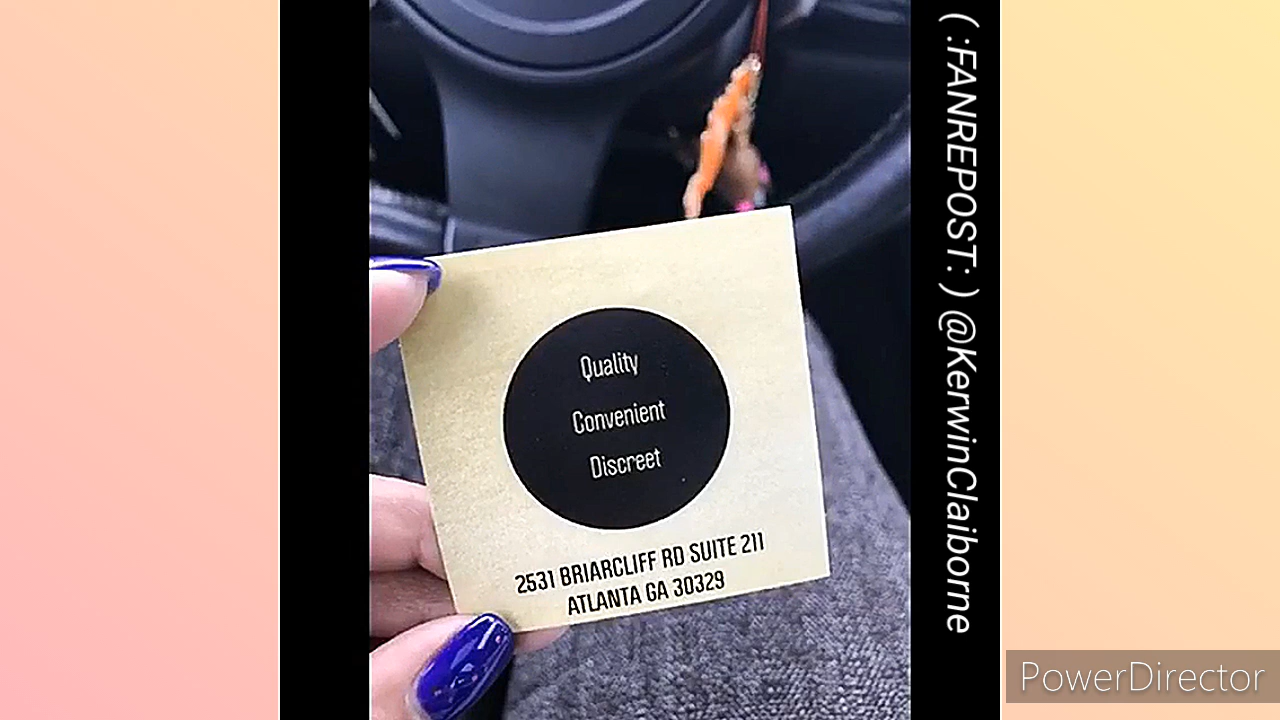 Quality
Convenient
Discreet
2531 BRIARCLIFF RD SUITE 211
ATLANTA GA 30329
( :FANREPOST: ) @KerwinClaiborne
PowerDirector